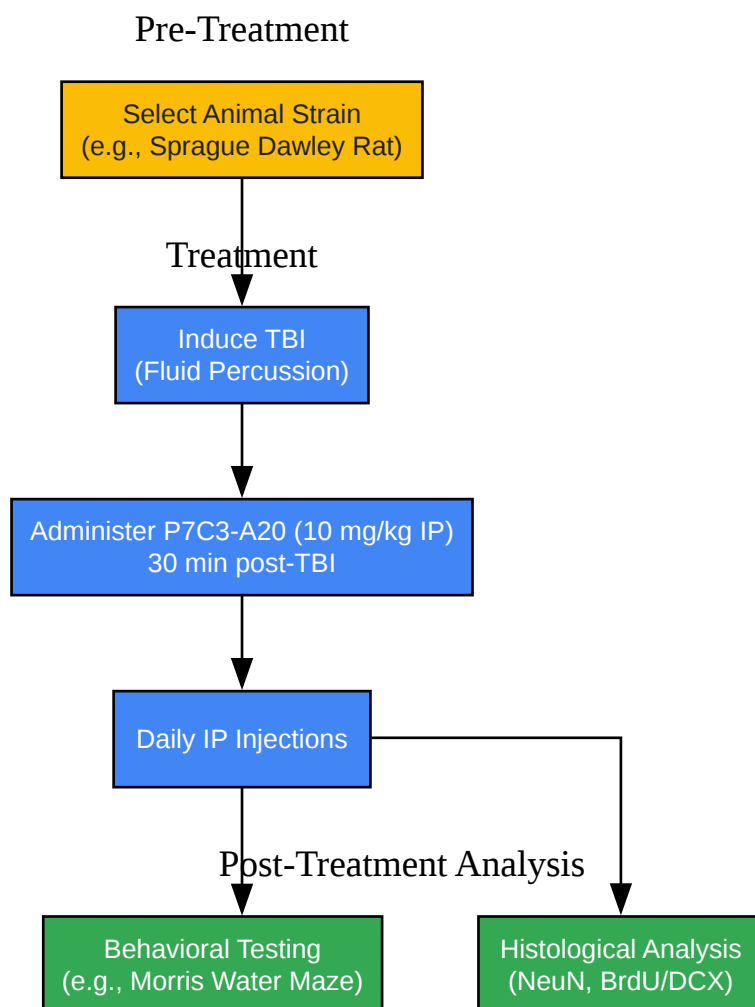 Pre-Treatment
Select Animal Strain
(e.g., Sprague Dawley Rat)
Treatment
Induce TBI
(Fluid Percussion)
Administer P7C3-A20 (10 mg/kg IP)
30 min post-TBI
Daily IP Injections
Post-Treatment Analysis
Behavioral Testing
(e.g., Morris Water Maze)
Histological Analysis
(NeuN, BrdU/DCX)